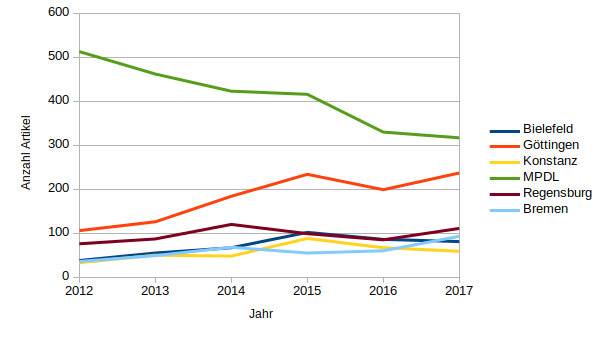 600
500
400
300
200
100
0
Anzahl Artikel
2012 2013 2014 2015 2016 2017
Jahr
Bielefeld
Göttingen
Konstanz
MPDL
Regensburg
Bremen